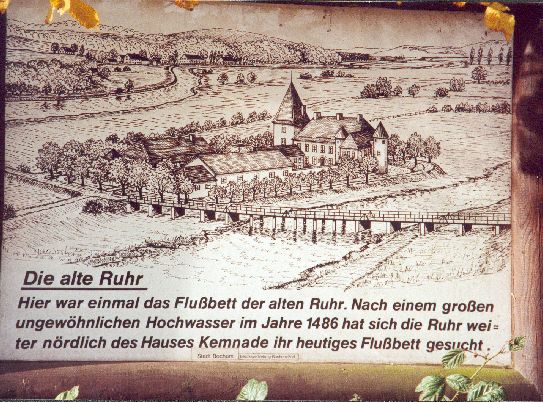 Die alte Ruhr
Hier war einmal das Flußbett der alten Ruhr. Nach einem großen
ungewöhnlichen Hochwasser im Jahre 1486 hat sich die Ruhr wei=
ter nördlich des Hauses Kemnade ihr heutiges Flußbett gesucht.
Stadt Bochum